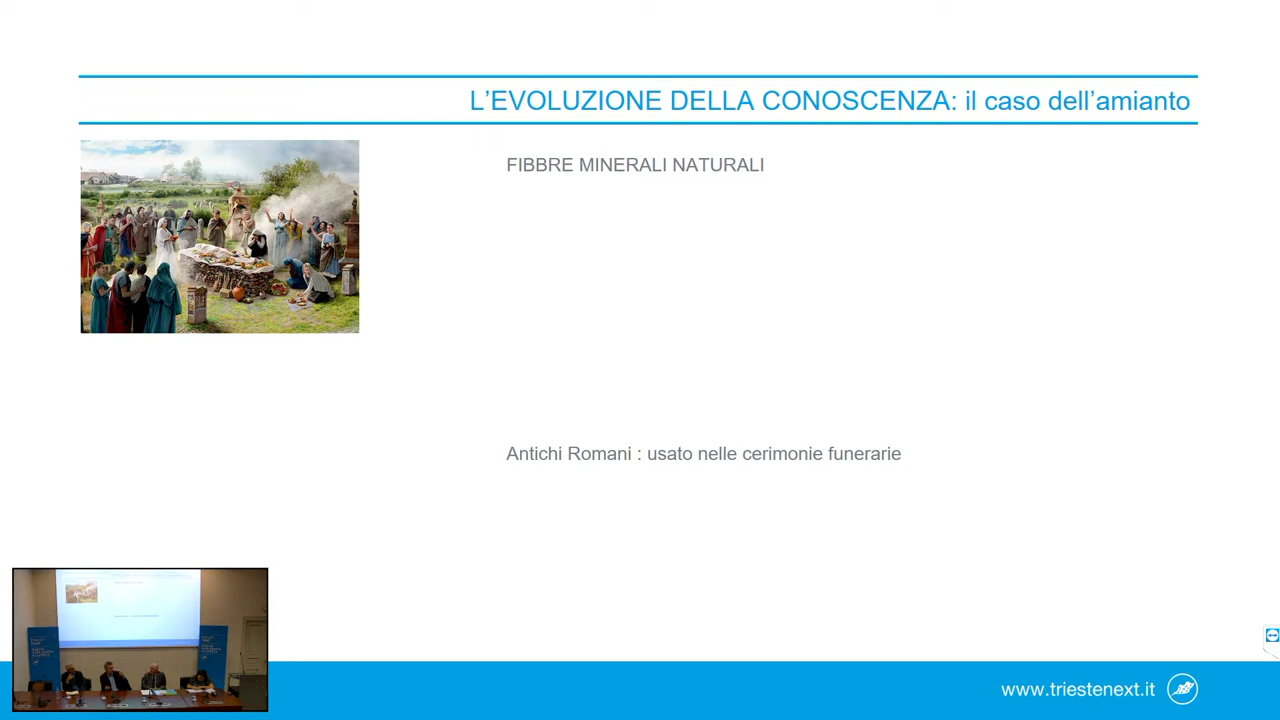 L'EVOLUZIONE DELLA CONOSCENZA: il caso dell'amianto
FIBBRE MINERALI NATURALI
Antichi Romani : usato nelle cerimonie funerarie
www.triestenext.it